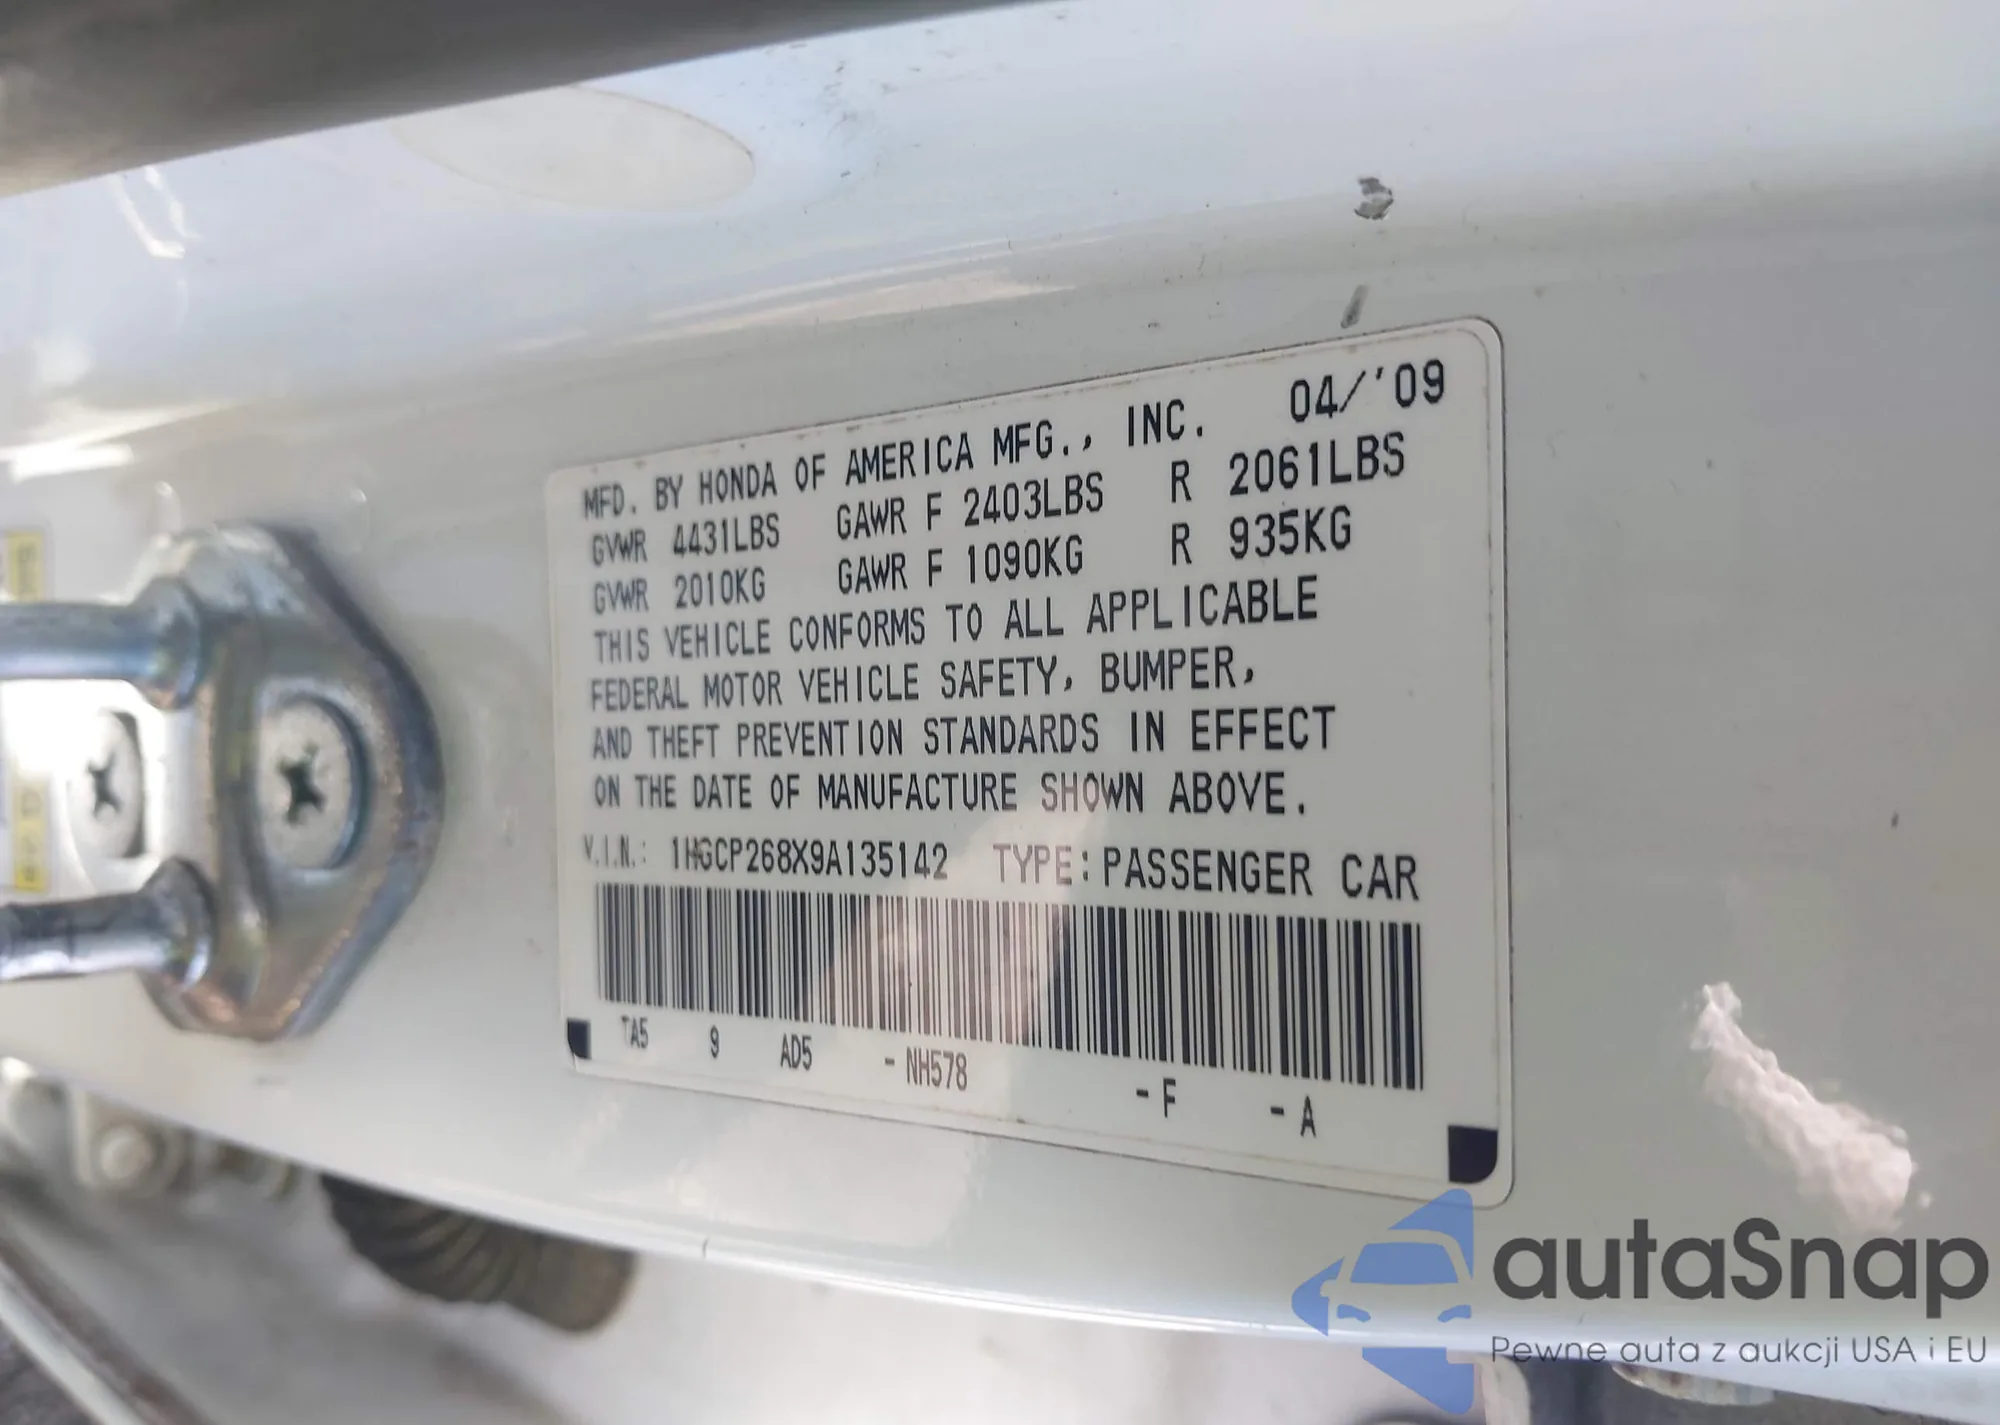 MFD. BY HONDA OF AMERICA MFG., INC. 04/'09
GVWR 4431LBS GAWR F 2403LBS R 2061LBS
GVWR 2010KG GAWR F 1090KG R 935KG
THIS VEHICLE CONFORMS TO ALL APPLICABLE
FEDERAL MOTOR VEHICLE SAFETY, BUMPER,
AND THEFT PREVENTION STANDARDS IN EFFECT
ON THE DATE OF MANUFACTURE SHOWN ABOVE.
V.I.N.: 1HGCP268X9A135142 TYPE: PASSENGER CAR
TA5 9 AD5 - NH578 - F - A
autaSnap
Pewne auta z aukcji USA i EU